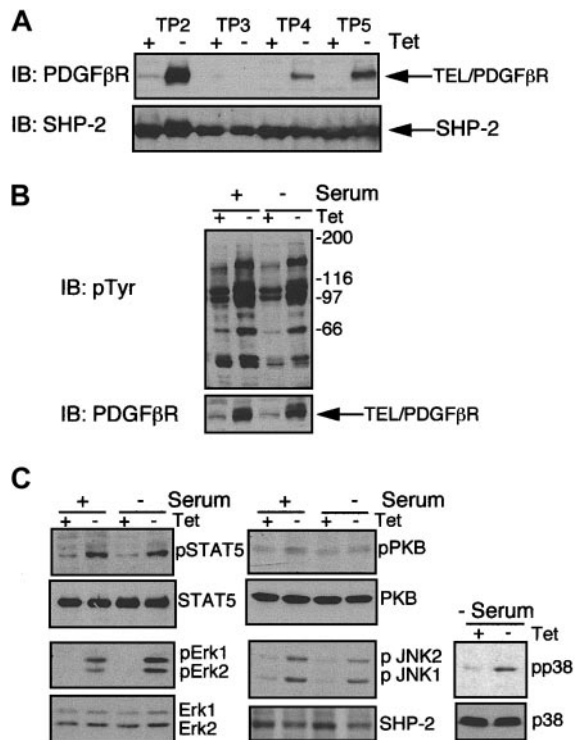 A
TP2 TP3 TP4 TP5
+ - + - + - + - Tet
IB: PDGFβR
TEL/PDGFβR
IB: SHP-2
SHP-2
B
+ - Serum
+ - + - Tet
-200
IB: pTyr
-116
-97
-66
IB: PDGFβR
TEL/PDGFβR
C
+ - Serum
+ - + - Tet
pSTAT5
STAT5
pErk1
pErk2
Erk1
Erk2
+ - Serum
+ - + - Tet
pPKB
PKB
p JNK2
p JNK1
SHP-2
- Serum
+ - Tet
pp38
p38